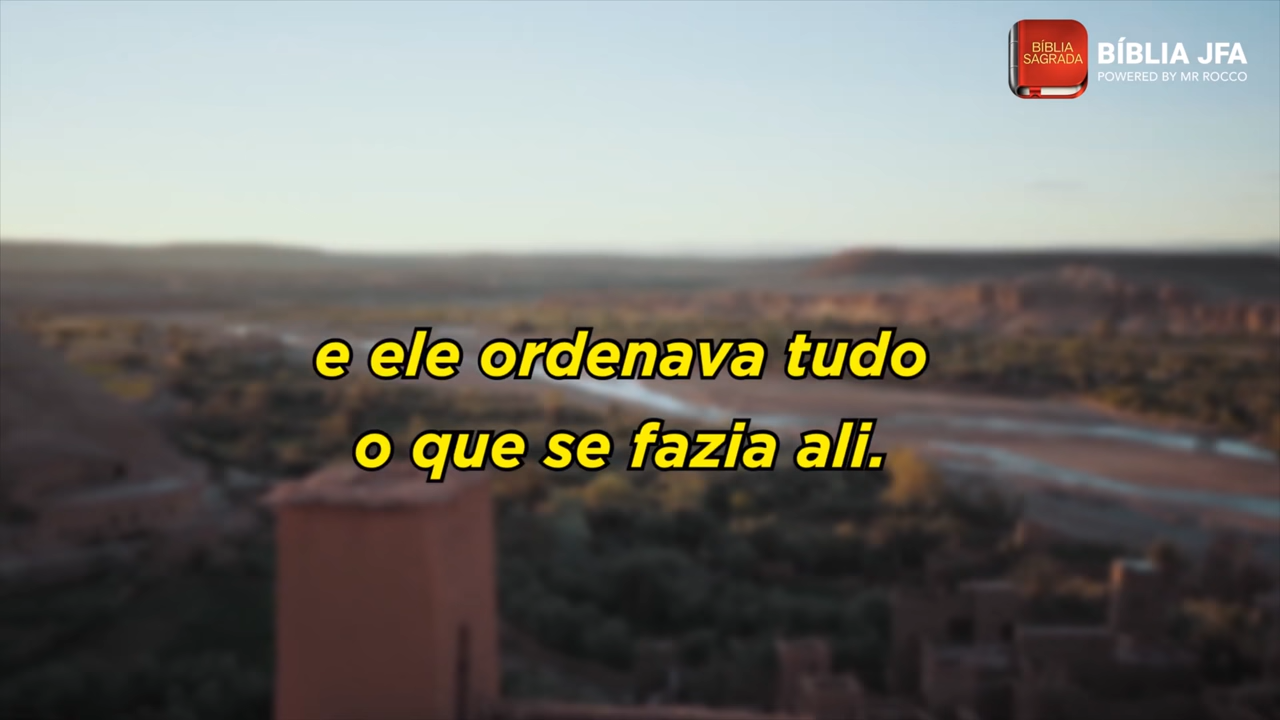 BÍBLIA
SAGRADA
BÍBLIA JFA
POWERED BY MR ROCCO
e ele ordenava tudo
o que se fazia ali.